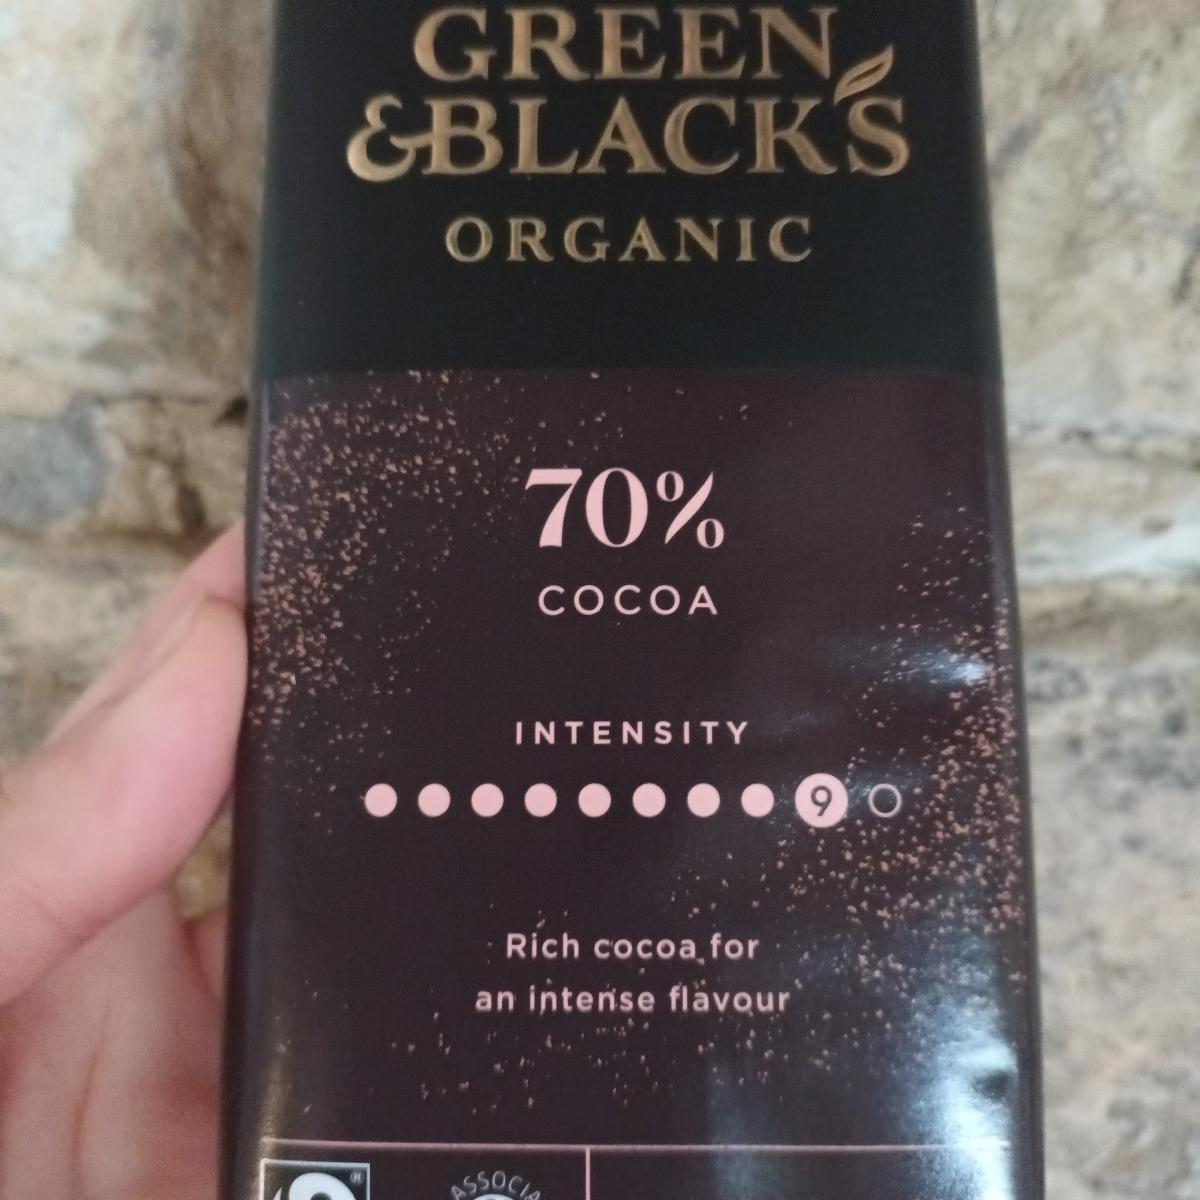 GREEN
&BLACK'S
ORGANIC
70%
COCOA
INTENSITY
9
Rich cocoa for
an intense flavour
®